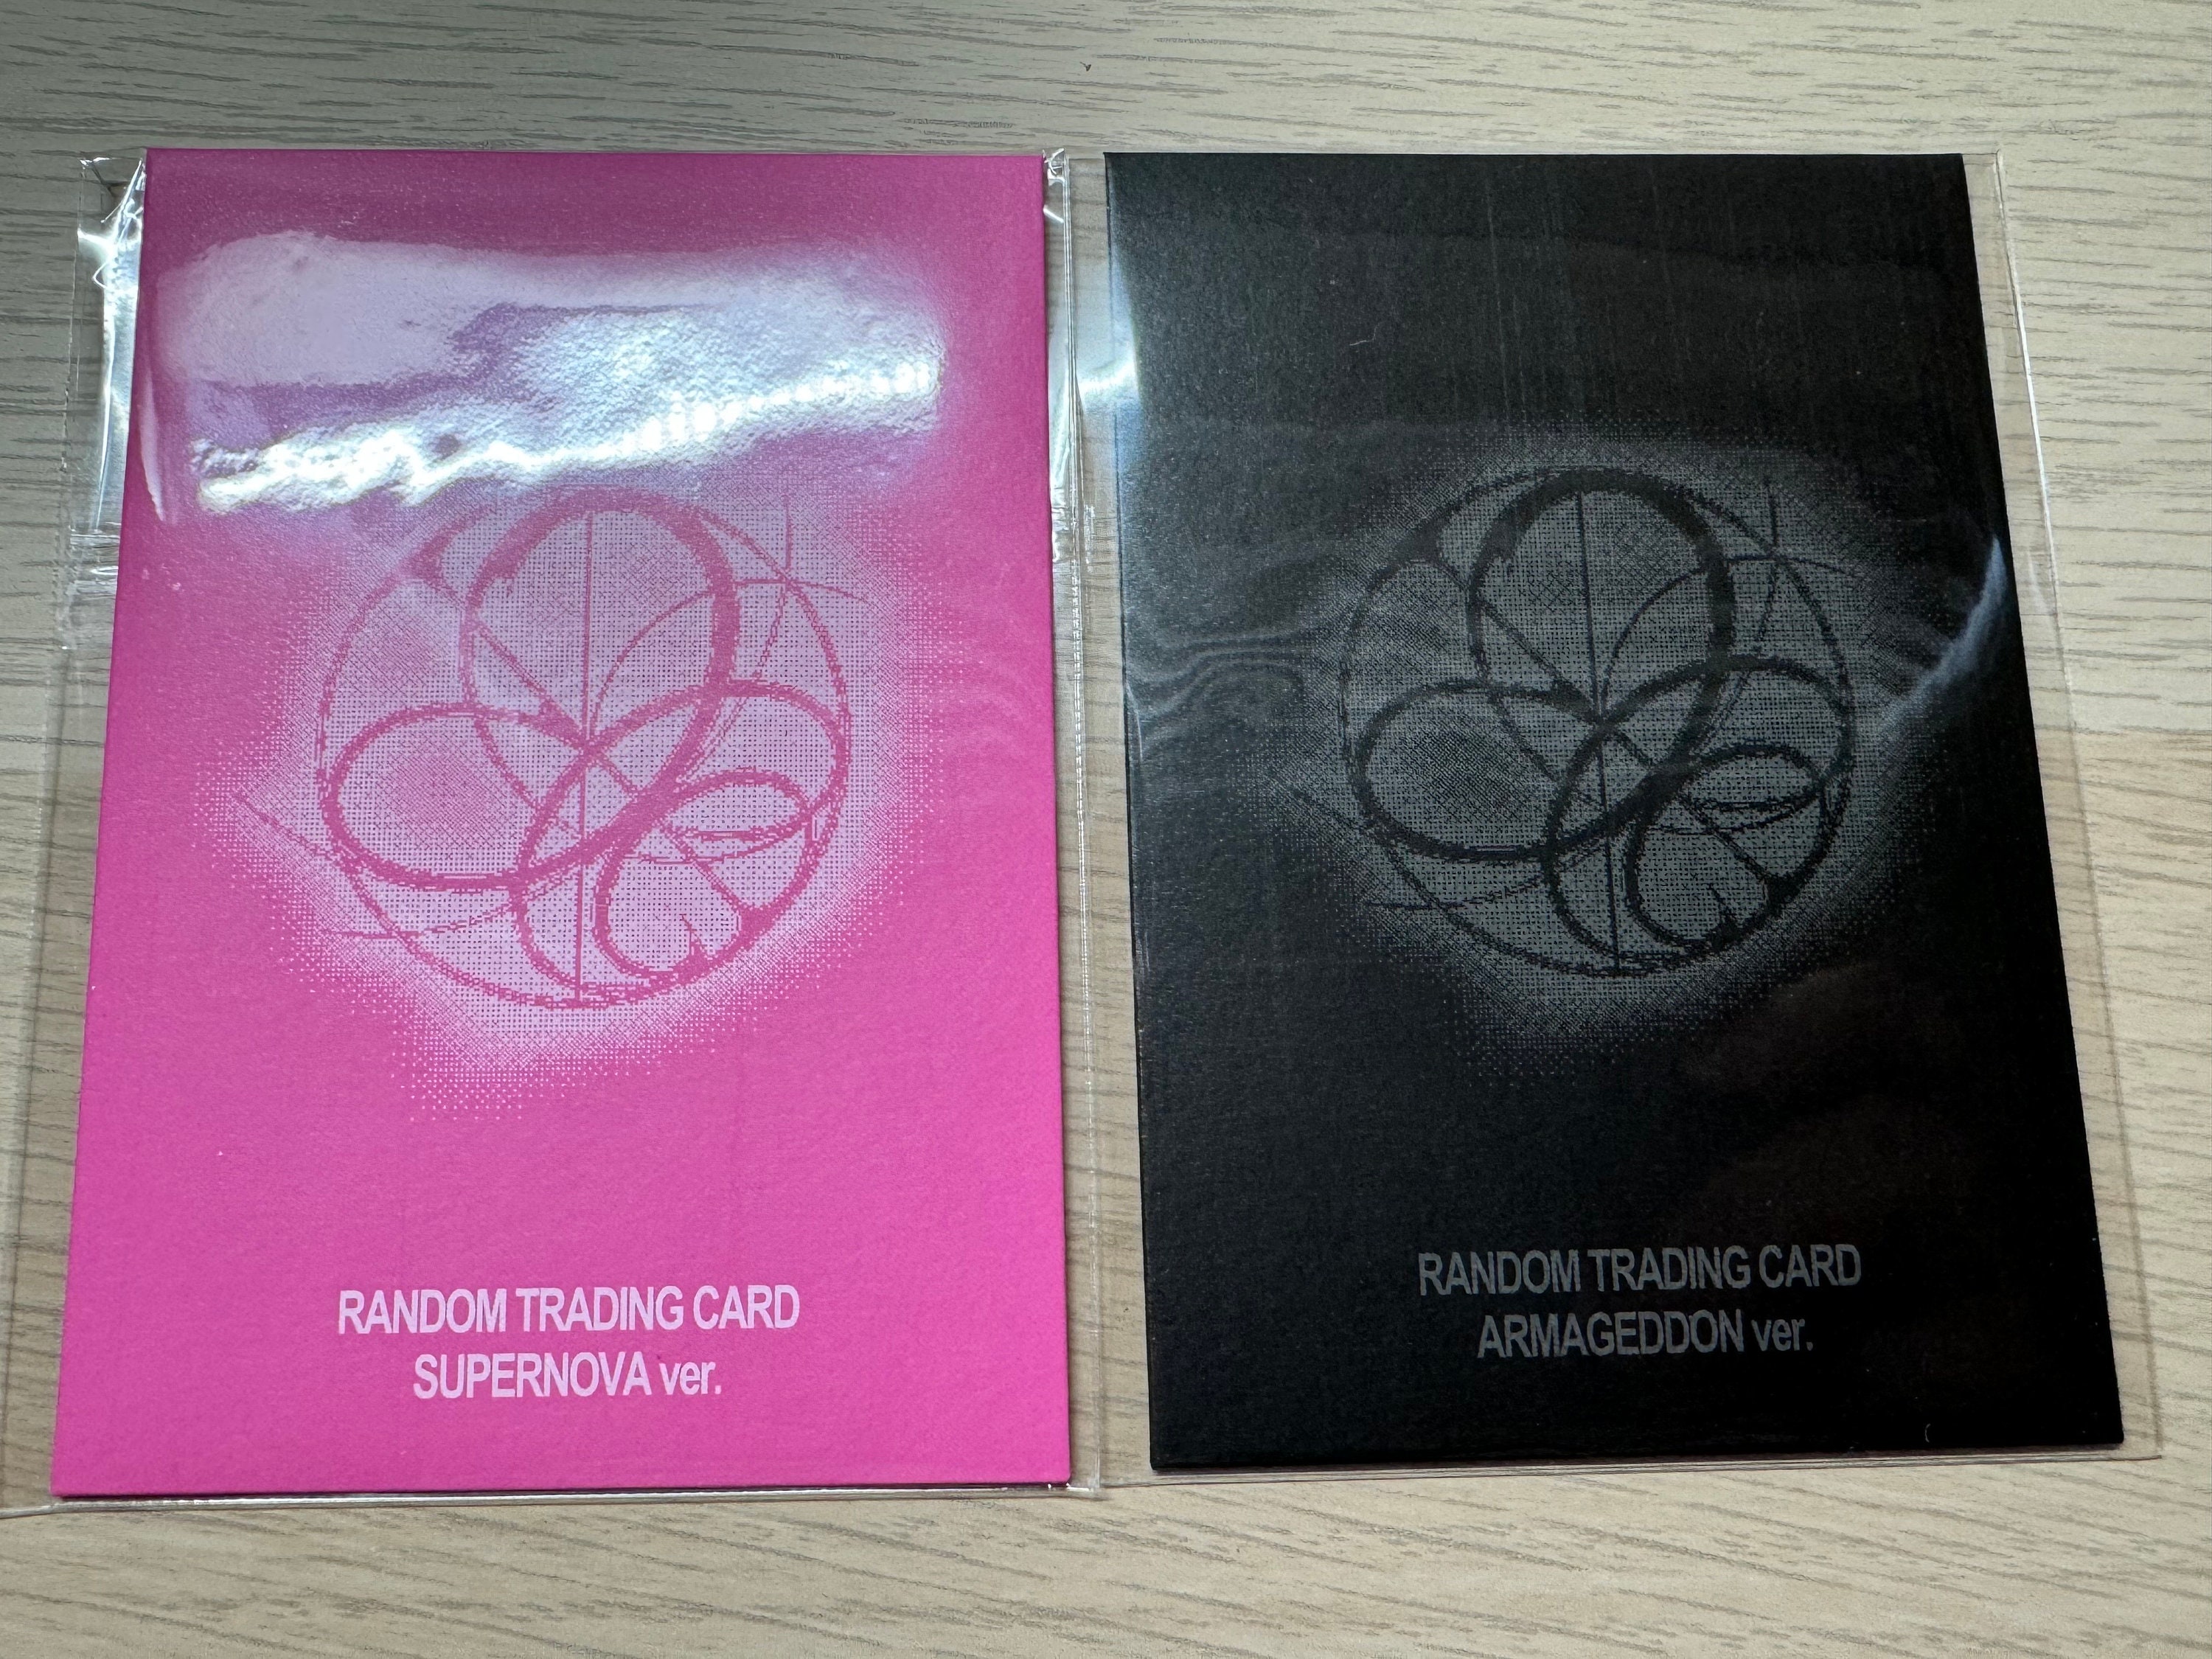 RANDOM TRADING CARD
SUPERNOVA ver.
RANDOM TRADING CARD
ARMAGEDDON ver.